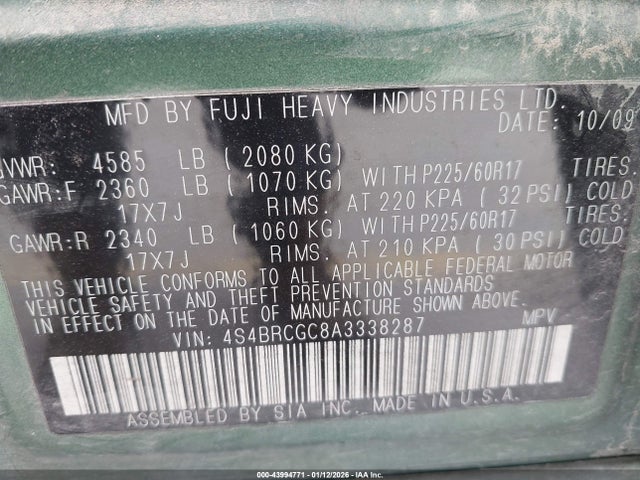 MFD BY FUJI HEAVY INDUSTRIES LTD.
DATE: 10/09
GVWR: 4585 LB (2080 KG)
GAWR:F 2360 LB (1070 KG) WITH P225/60R17 TIRES.
17X7J RIMS. AT 220 KPA (32 PSI) COLD
GAWR:R 2340 LB (1060 KG) WITH P225/60R17 TIRES.
17X7J RIMS. AT 210 KPA (30 PSI) COLD
THIS VEHICLE CONFORMS TO ALL APPLICABLE FEDERAL MOTOR
VEHICLE SAFETY AND THEFT PREVENTION STANDARDS
IN EFFECT ON THE DATE OF MANUFACTURE SHOWN ABOVE.
VIN: 4S4BRCGC8A3338287 MPV
ASSEMBLED BY SIA INC. MADE IN U.S.A.
000-43994771 - 01/12/2026 - IAAI.COM